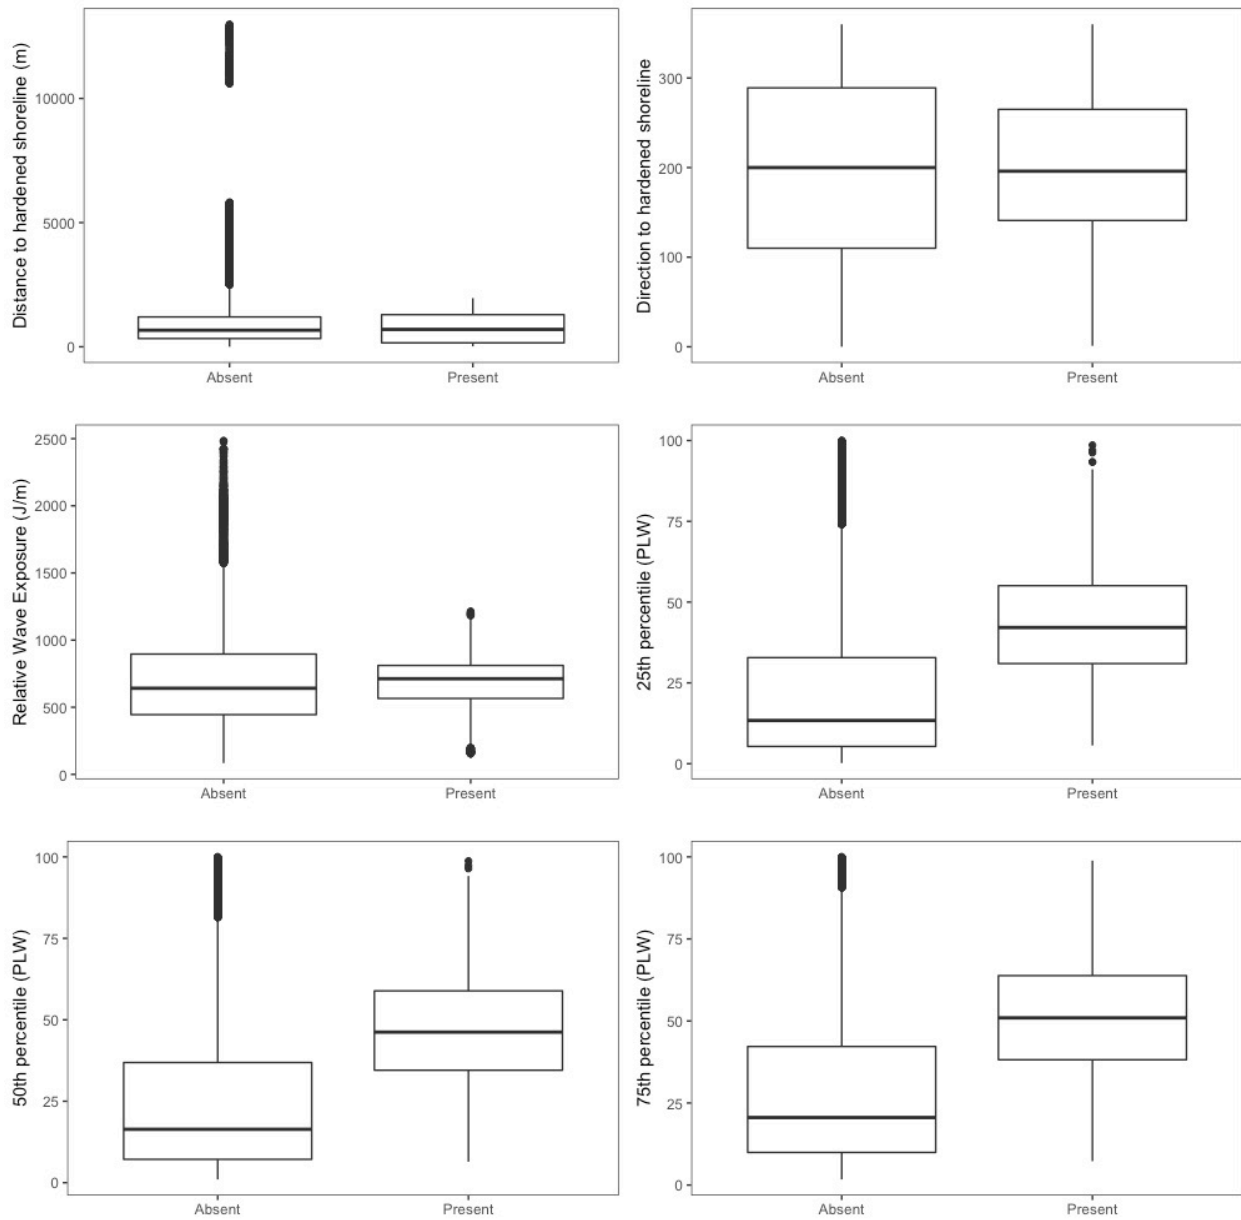 Distance to hardened shoreline (m)
10000
5000
0
Absent
Present
Direction to hardened shoreline
300
200
100
0
Absent
Present
Relative Wave Exposure (J/m)
2500
2000
1500
1000
500
0
Absent
Present
25th percentile (PLW)
100
75
50
25
0
Absent
Present
50th percentile (PLW)
100
75
50
25
0
Absent
Present
75th percentile (PLW)
100
75
50
25
0
Absent
Present